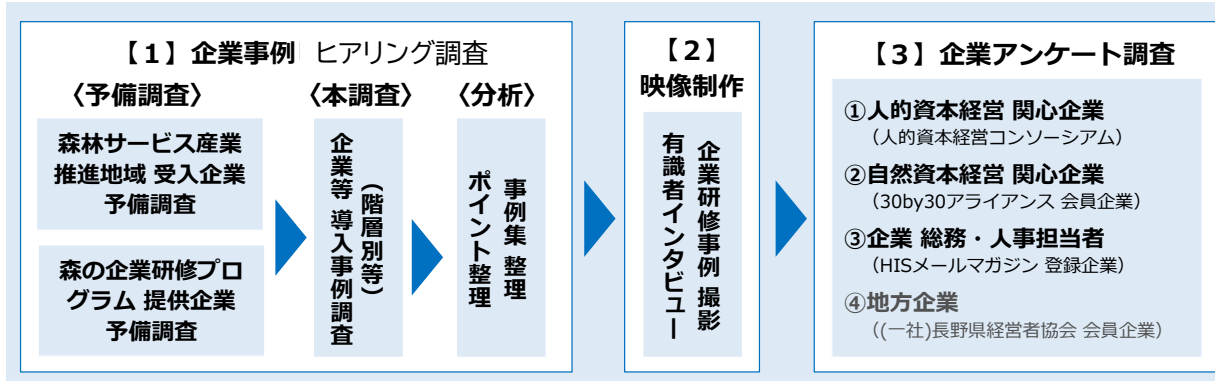 【1】企業事例 ヒアリング調査
〈予備調査〉
森林サービス産業
推進地域 受入企業
予備調査
森の企業研修プロ
グラム 提供企業
予備調査
〈本調査〉
企業等 導入事例調査
（階層別等）
〈分析〉
事例集 整理
ポイント整理
【2】
映像制作
企業研修事例 撮影
有識者インタビュー
【3】企業アンケート調査
①人的資本経営 関心企業
（人的資本経営コンソーシアム）
②自然資本経営 関心企業
（30by30アライアンス 会員企業）
③企業 総務・人事担当者
（HISメールマガジン 登録企業）
④地方企業
（(一社)長野県経営者協会 会員企業）